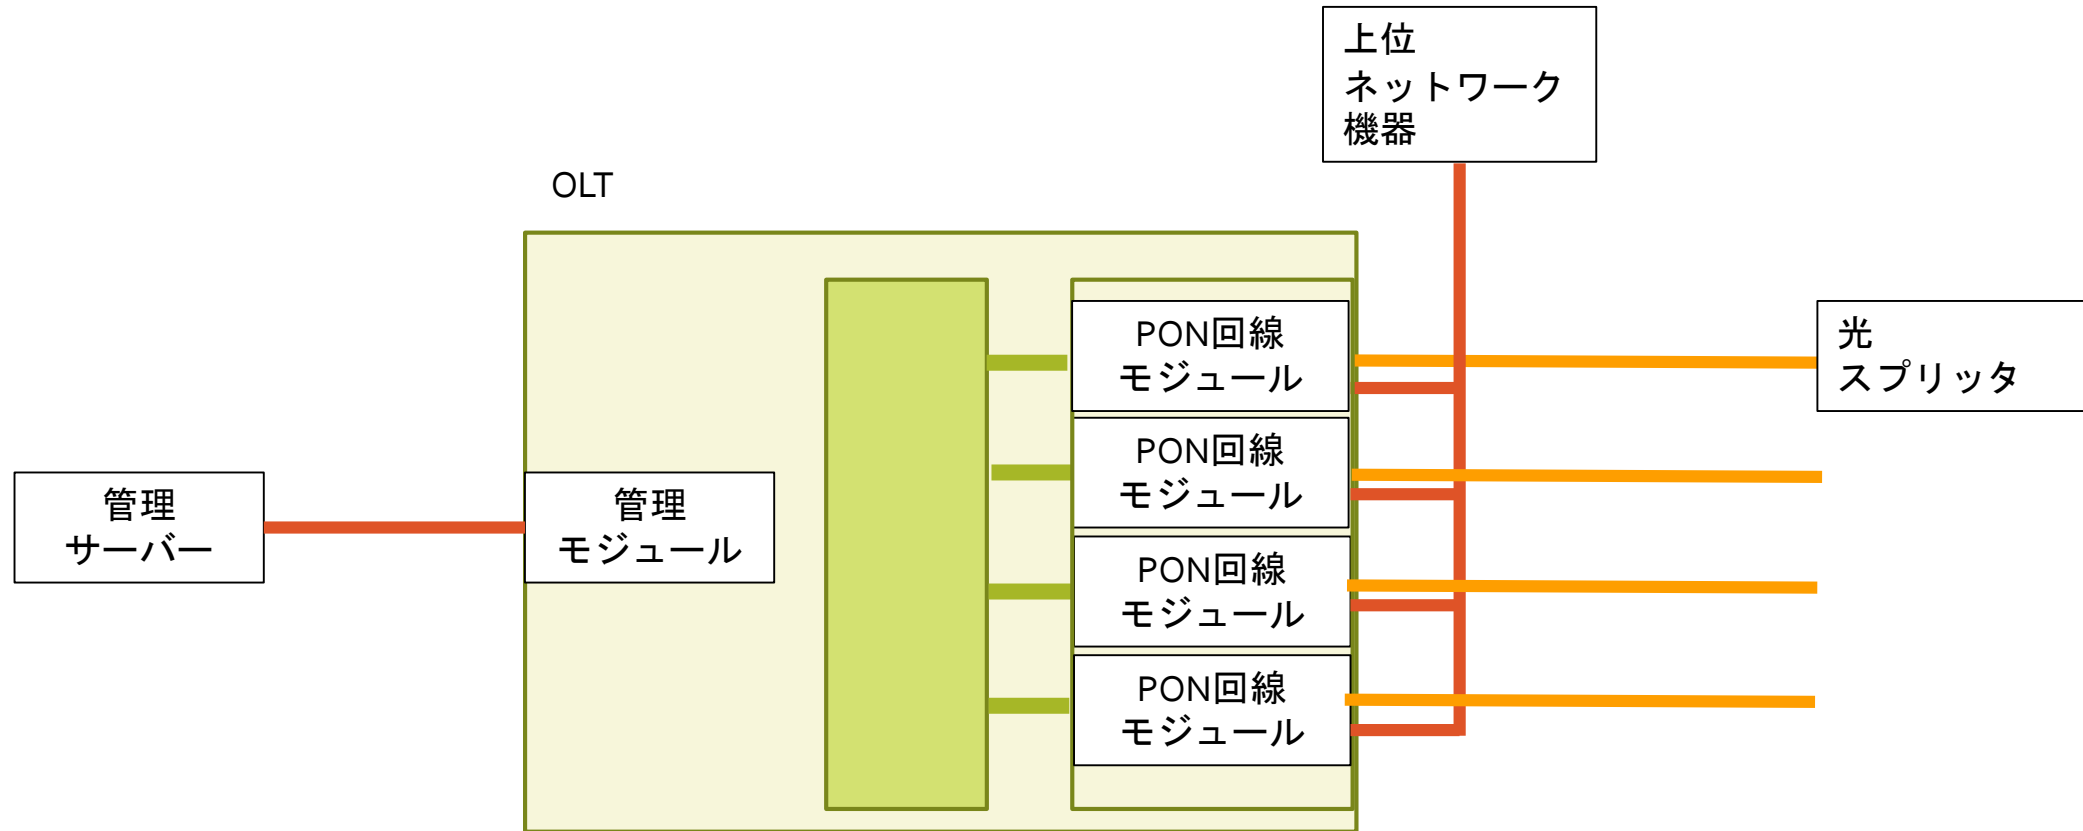 上位
ネットワーク
機器
OLT
PON回線
モジュール
光
スプリッタ
PON回線
モジュール
管理
サーバー
管理
モジュール
PON回線
モジュール
PON回線
モジュール